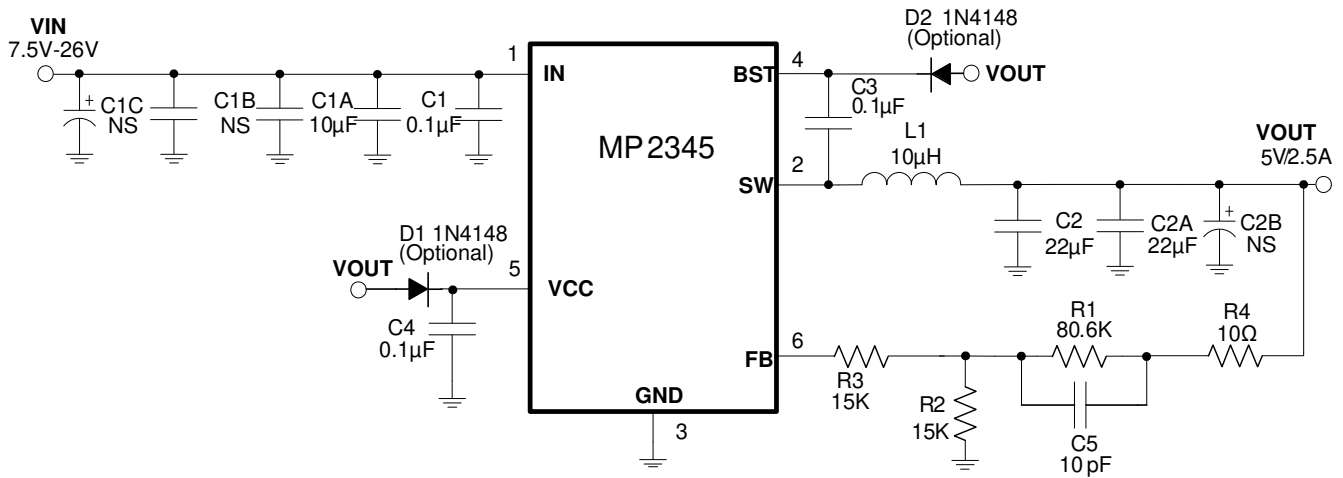 VIN
7.5V-26V
C1C
NS
C1B
NS
C1A
10µF
C1
0.1µF
1
IN
MP2345
BST
4
D2 1N4148
(Optional)
VOUT
C3
0.1µF
L1
10µH
2
SW
VOUT
5V/2.5A
C2
22µF
C2A
22µF
+
C2B
NS
+
D1 1N4148
(Optional)
VOUT
5
VCC
C4
0.1µF
GND
3
FB
6
R3
15K
R2
15K
R1
80.6K
C5
10pF
R4
10Ω